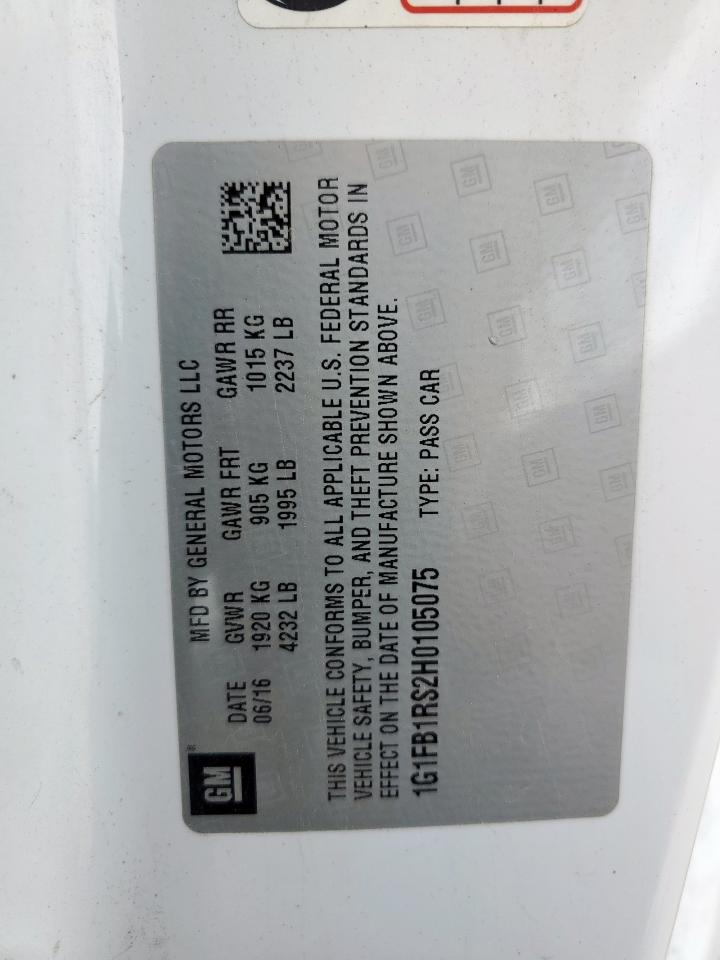 GM ®
MFD BY GENERAL MOTORS LLC
DATE GVWR GAWR FRT GAWR RR
06/16 1920 KG 905 KG 1015 KG
4232 LB 1995 LB 2237 LB
THIS VEHICLE CONFORMS TO ALL APPLICABLE U.S. FEDERAL MOTOR
VEHICLE SAFETY, BUMPER, AND THEFT PREVENTION STANDARDS IN
EFFECT ON THE DATE OF MANUFACTURE SHOWN ABOVE.
1G1FB1RS2H0105075 TYPE: PASS CAR